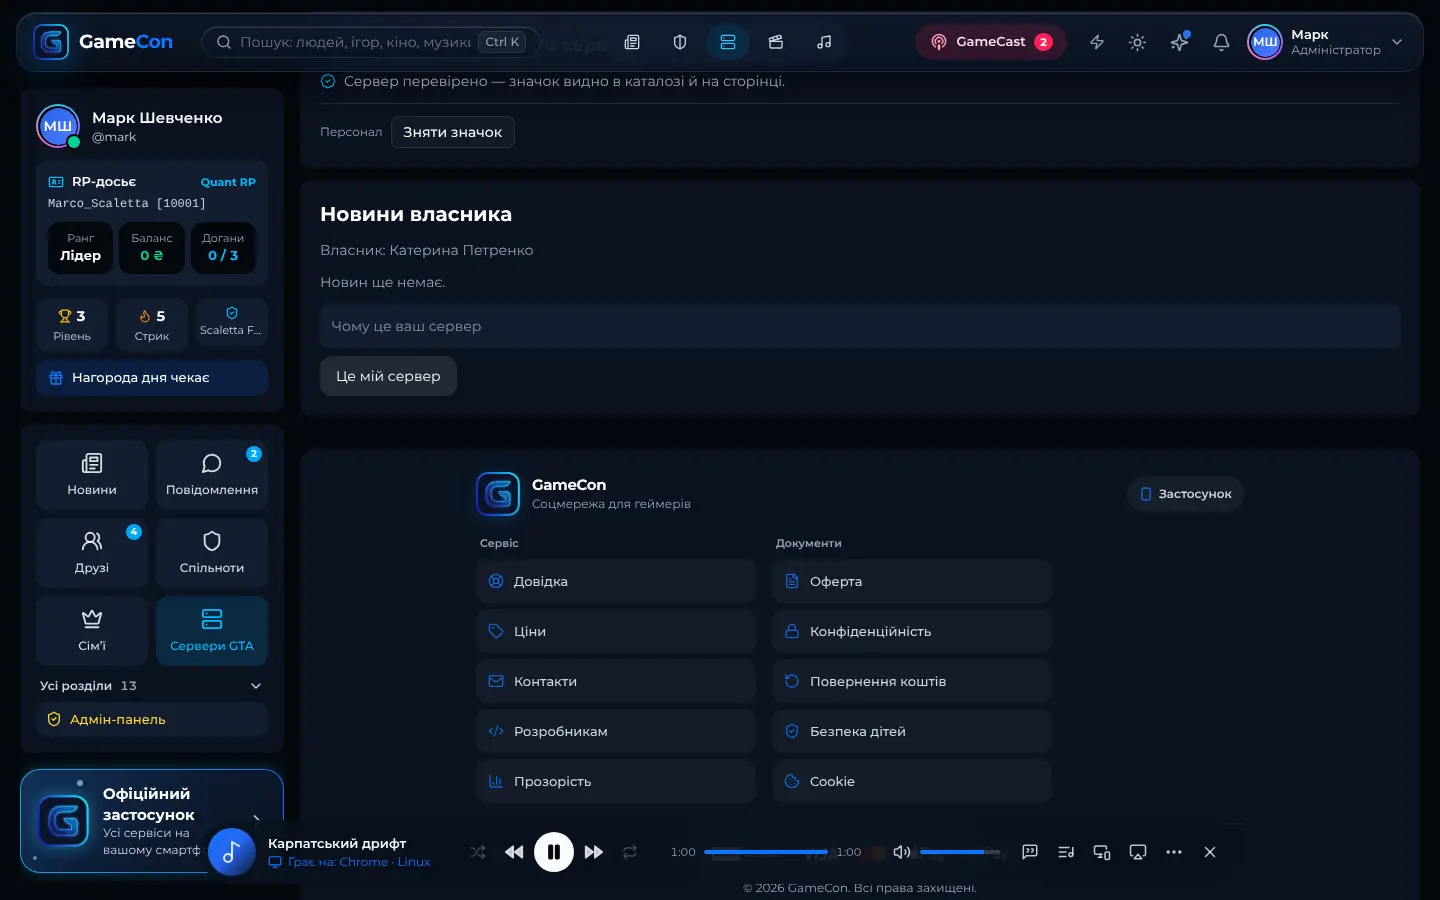 GameCon
Пошук: людей, ігор, кіно, музики
Ctrl K
GameCast 2
Марк
Адміністратор
Марк Шевченко
@mark
МШ
МШ
RP-досьє
Quant RP
Marco_Scaletta [10001]
Ранг
Лідер
Баланс
0 ₴
Догани
0 / 3
3
Рівень
5
Стрик
Scaletta F...
Нагорода дня чекає
Новини
Повідомлення
2
Друзі
4
Спільноти
Сім'ї
Сервери GTA
Усі розділи 13
Адмін-панель
Офіційний
застосунок
Усі сервіси на
вашому смартф
Сервер перевірено — значок видно в каталозі й на сторінці.
Персонал
Зняти значок
Новини власника
Власник: Катерина Петренко
Новин ще немає.
Чому це ваш сервер
Це мій сервер
GameCon
Соцмережа для геймерів
Застосунок
Сервіс
Довідка
Ціни
Контакти
Розробникам
Прозорість
Документи
Оферта
Конфіденційність
Повернення коштів
Безпека дітей
Cookie
Карпатський дрифт
Грає на: Chrome · Linux
1:00
1:00
© 2026 GameCon. Всі права захищені.